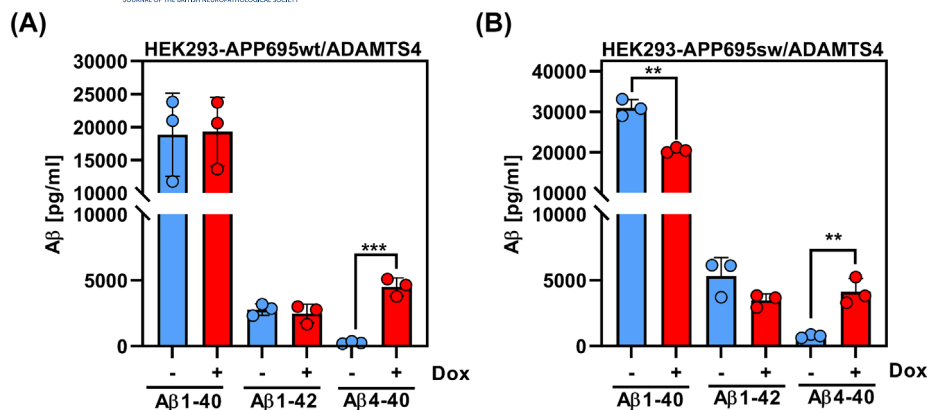 JOURNAL OF THE BRITISH NEUROPATHOLOGICAL SOCIETY
(A)
HEK293-APP695wt/ADAMTS4
Aβ [pg/ml]
30000
25000
20000
15000
10000
10000
5000
0
***
- + - + - + Dox
Aβ1-40 Aβ1-42 Aβ4-40
(B)
HEK293-APP695sw/ADAMTS4
Aβ [pg/ml]
40000
30000
20000
10000
10000
5000
0
**
**
- + - + - + Dox
Aβ1-40 Aβ1-42 Aβ4-40